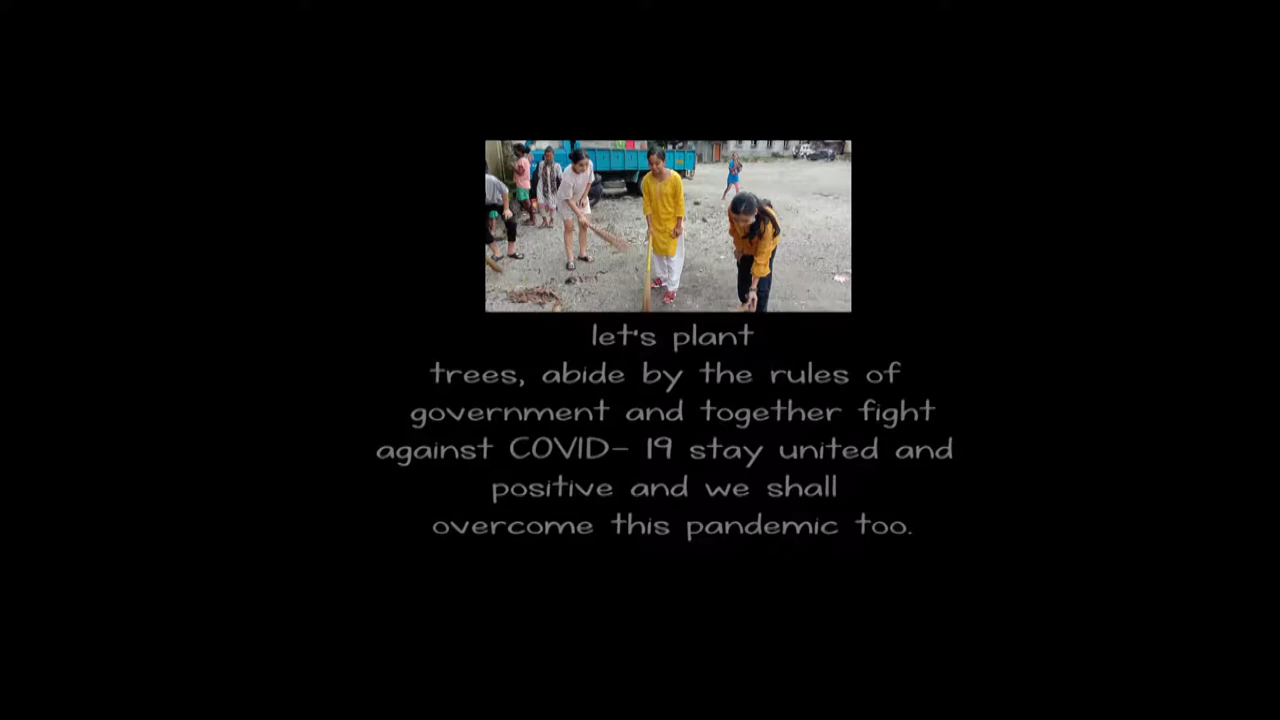 let's plant
trees, abide by the rules of
government and together fight
against COVID- 19 stay united and
positive and we shall
overcome this pandemic too.